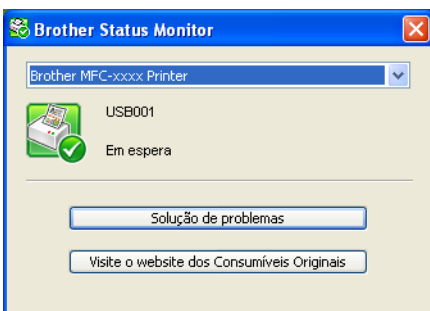 Brother Status Monitor
Brother MFC-xxxx Printer
USB001
Em espera
Solução de problemas
Visite o website dos Consumíveis Originais